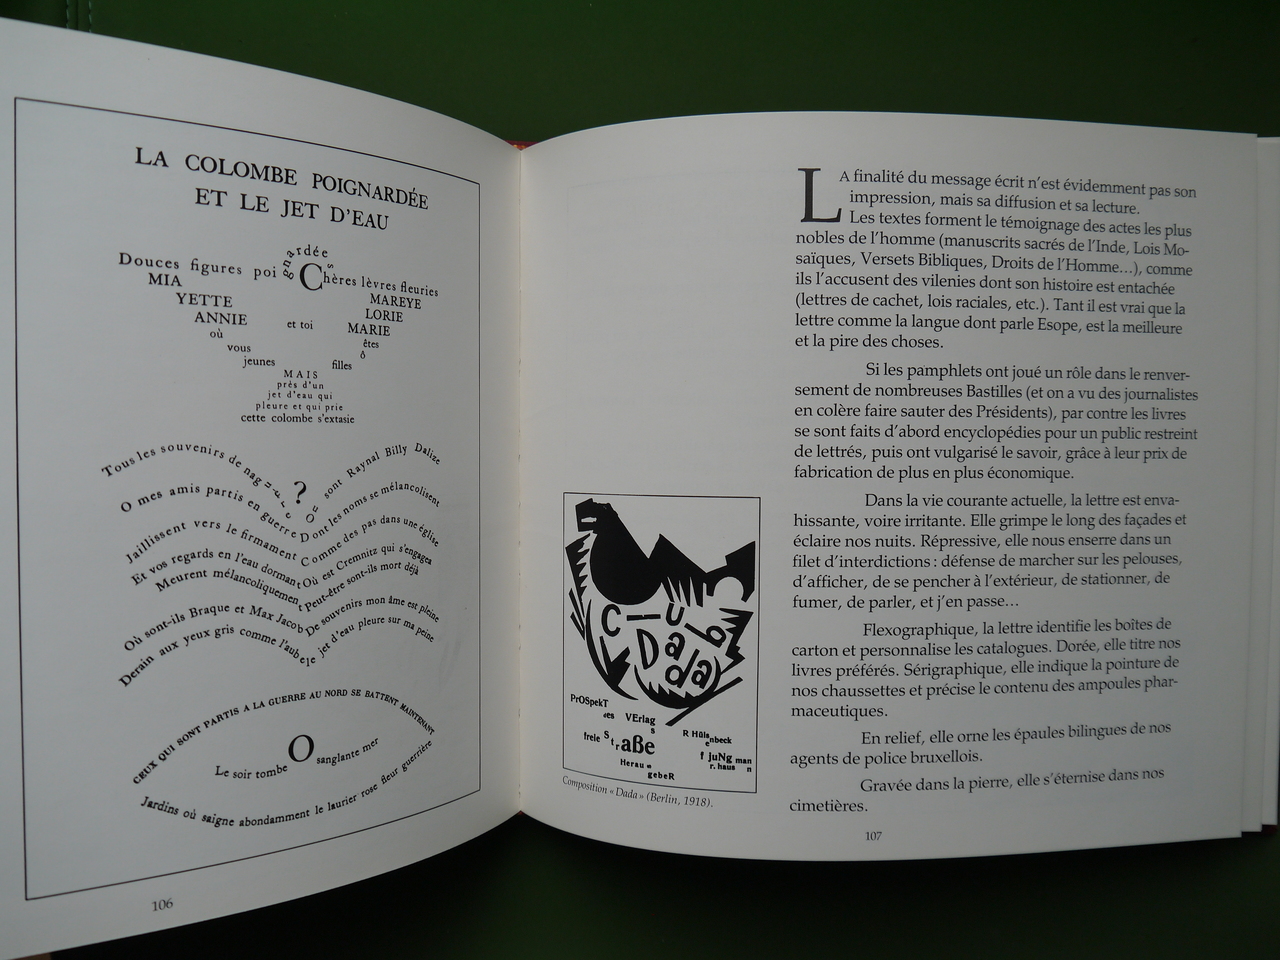 LA COLOMBE POIGNARDÉE
ET LE JET D'EAU
Douces figures poignardées Chères lèvres fleuries
MIA MAREYE
YETTE LORIE
ANNIE et toi MARIE
où êtes
vous ô
jeunes filles
MAIS
près d'un
jet d'eau qui
pleure et qui prie
cette colombe s'extasie
Tous les souvenirs de naguère ?
Où sont Raynal Billy Dalize
O mes amis partis en guerre
Dont les noms se mélancolisent
Jaillissent vers le firmament
Comme des pas dans une église
Et vos regards en l'eau dormant
Où est Cremnitz qui s'engagea
Meurent mélancoliquement
Peut-être sont-ils mort déjà
Où sont-ils Braque et Max Jacob
De souvenirs mon âme est pleine
Derain aux yeux gris comme l'aube
Le jet d'eau pleure sur ma peine
CEUX QUI SONT PARTIS A LA GUERRE AU NORD SE BATTENT MAINTENANT
Le soir tombe O sanglante mer
Jardins où saigne abondamment le laurier rose fleur guerrière
106
Club
Dada
PrOSpekT
des VErlags
freie StraßBe
R Hülsenbeck
f juNg man
r. hausn
Herau =
gebeR
Composition « Dada » (Berlin, 1918).
LA finalité du message écrit n'est évidemment pas son
impression, mais sa diffusion et sa lecture.
Les textes forment le témoignage des actes les plus
nobles de l'homme (manuscrits sacrés de l'Inde, Lois Mo-
saïques, Versets Bibliques, Droits de l'Homme...), comme
ils l'accusent des vilenies dont son histoire est entachée
(lettres de cachet, lois raciales, etc.). Tant il est vrai que la
lettre comme la langue dont parle Esope, est la meilleure
et la pire des choses.
Si les pamphlets ont joué un rôle dans le renver-
sement de nombreuses Bastilles (et on a vu des journalistes
en colère faire sauter des Présidents), par contre les livres
se sont faits d'abord encyclopédies pour un public restreint
de lettrés, puis ont vulgarisé le savoir, grâce à leur prix de
fabrication de plus en plus économique.
Dans la vie courante actuelle, la lettre est enva-
hissante, voire irritante. Elle grimpe le long des façades et
éclaire nos nuits. Répressive, elle nous enserre dans un
filet d'interdictions : défense de marcher sur les pelouses,
d'afficher, de se pencher à l'extérieur, de stationner, de
fumer, de parler, et j'en passe...
Flexographique, la lettre identifie les boîtes de
carton et personnalise les catalogues. Dorée, elle titre nos
livres préférés. Sérigraphique, elle indique la pointure de
nos chaussettes et précise le contenu des ampoules phar-
maceutiques.
En relief, elle orne les épaules bilingues de nos
agents de police bruxellois.
Gravée dans la pierre, elle s'éternise dans nos
cimetières.
107